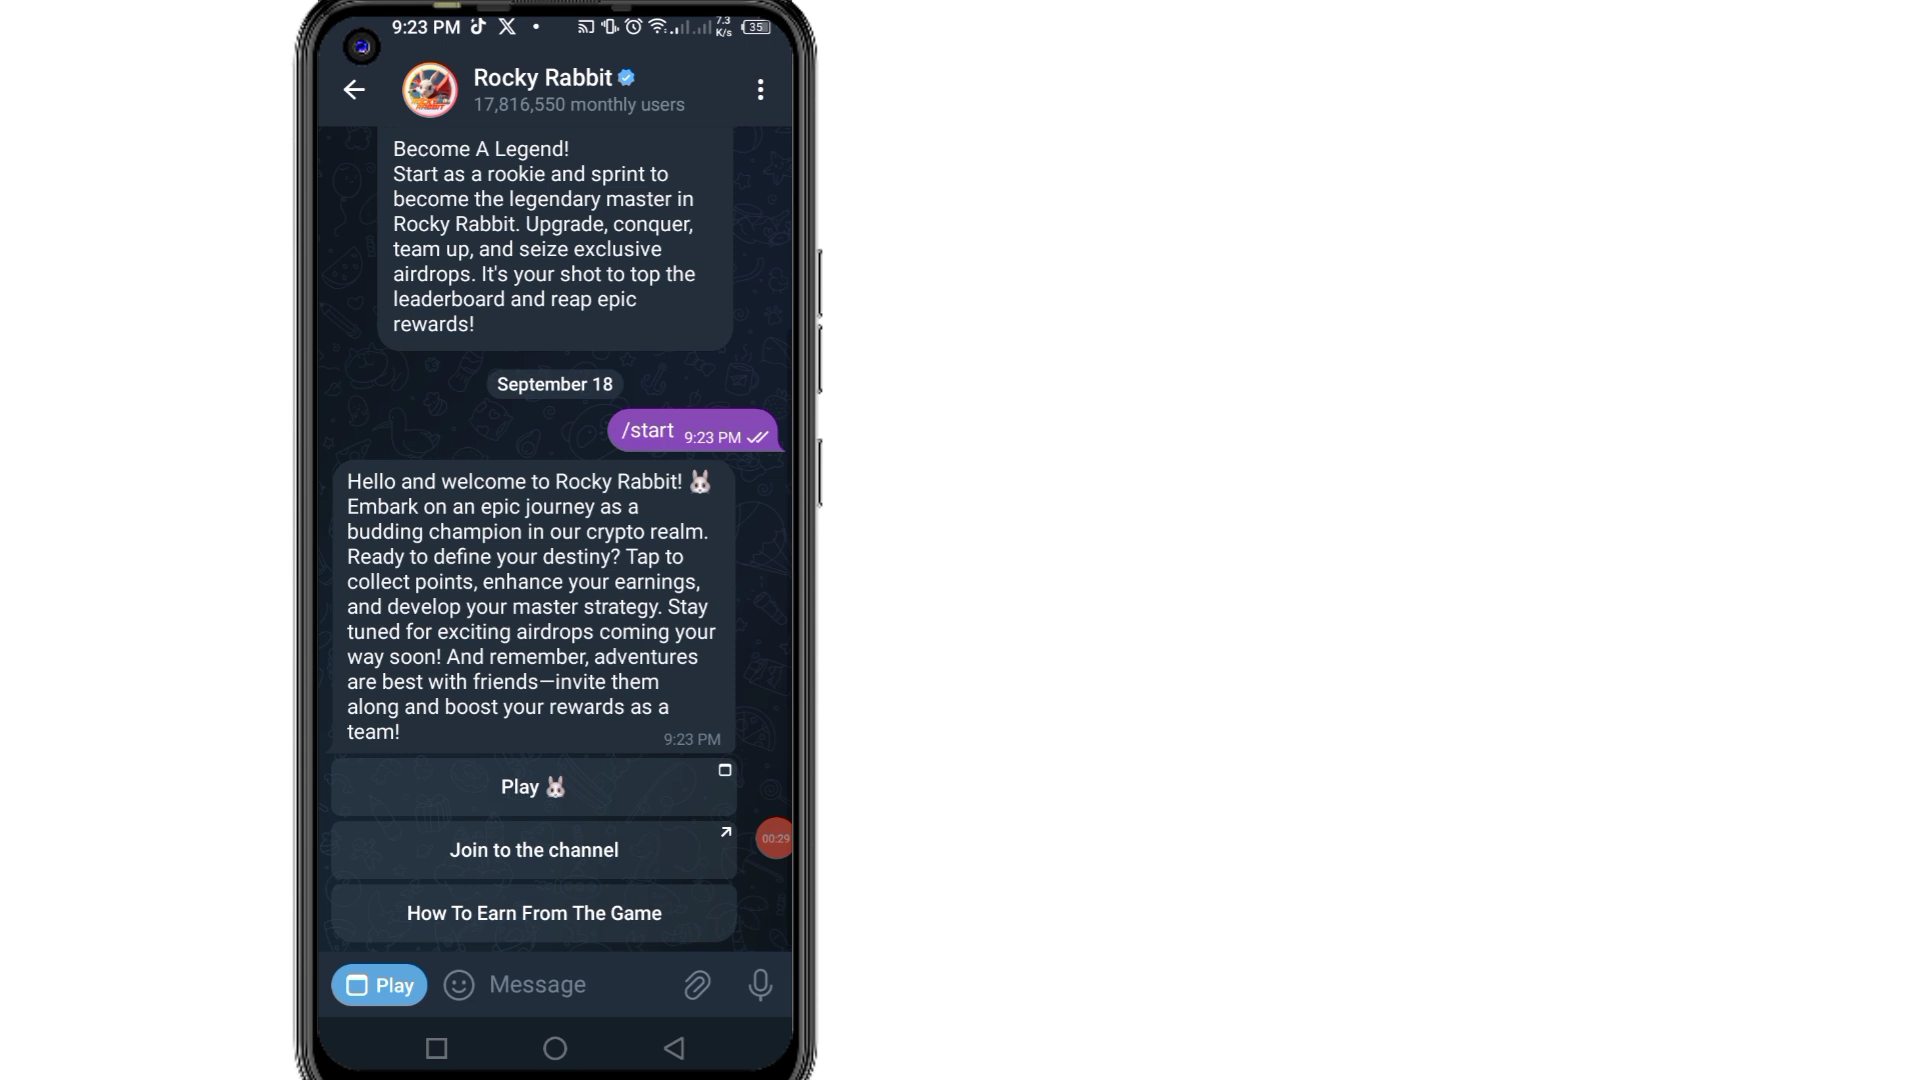 9:23 PM
7.3
K/s
35
Rocky Rabbit
17,816,550 monthly users
Become A Legend!
Start as a rookie and sprint to
become the legendary master in
Rocky Rabbit. Upgrade, conquer,
team up, and seize exclusive
airdrops. It's your shot to top the
leaderboard and reap epic
rewards!
September 18
/start 9:23 PM
Hello and welcome to Rocky Rabbit! 🐰
Embark on an epic journey as a
budding champion in our crypto realm.
Ready to define your destiny? Tap to
collect points, enhance your earnings,
and develop your master strategy. Stay
tuned for exciting airdrops coming your
way soon! And remember, adventures
are best with friends—invite them
along and boost your rewards as a
team!
9:23 PM
Play 🐰
00:29
Join to the channel
How To Earn From The Game
Play
Message